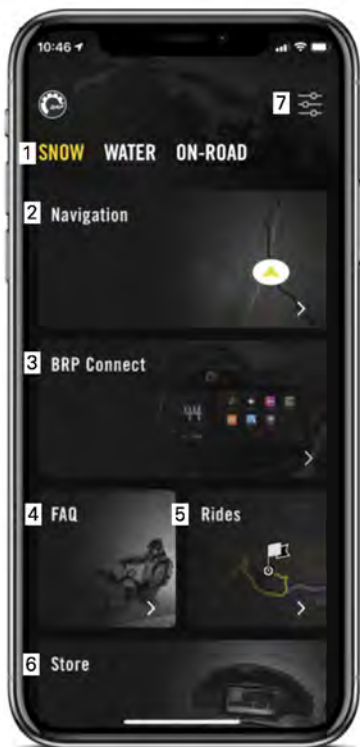 10:46
7
1 SNOW WATER ON-ROAD
2 Navigation
3 BRP Connect
44
4 FAQ
5 Rides
6 Store